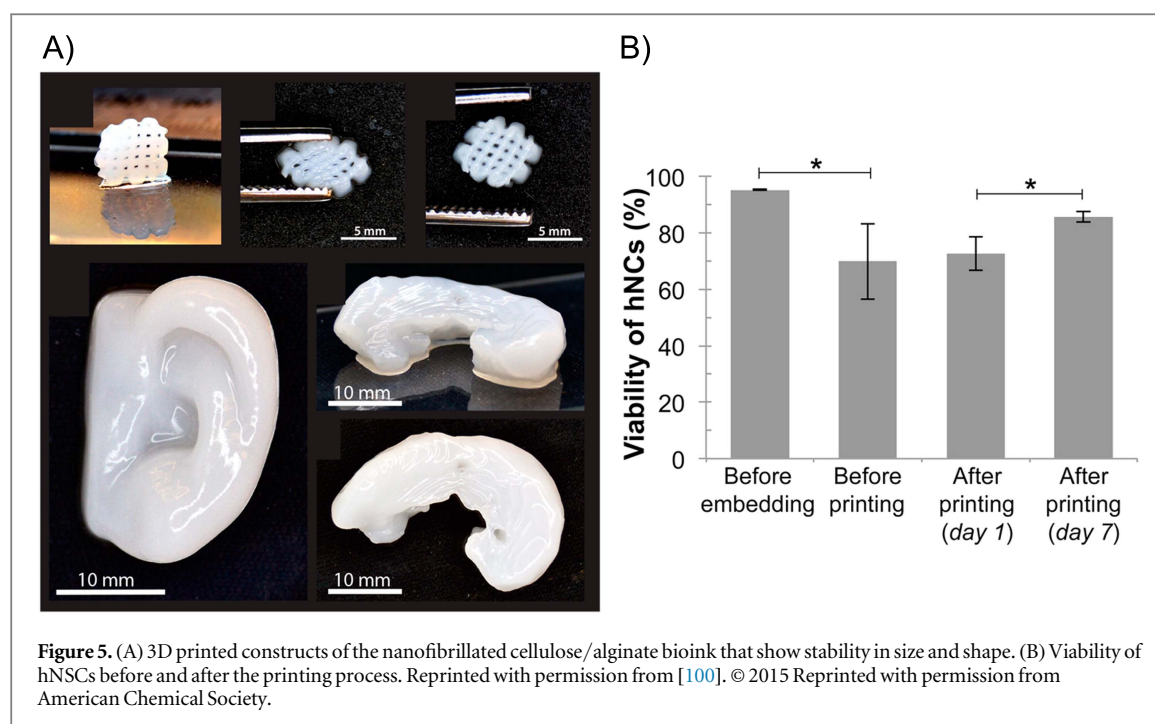 A)
5 mm
5 mm
10 mm
10 mm
10 mm
B)
Viability of hNCs (%)
100
80
60
40
20
0
*
*
Before embedding
Before printing
After printing (day 1)
After printing (day 7)
Figure 5. (A) 3D printed constructs of the nanofibrillated cellulose/alginate bioink that show stability in size and shape. (B) Viability of
hNSCs before and after the printing process. Reprinted with permission from [100]. © 2015 Reprinted with permission from
American Chemical Society.